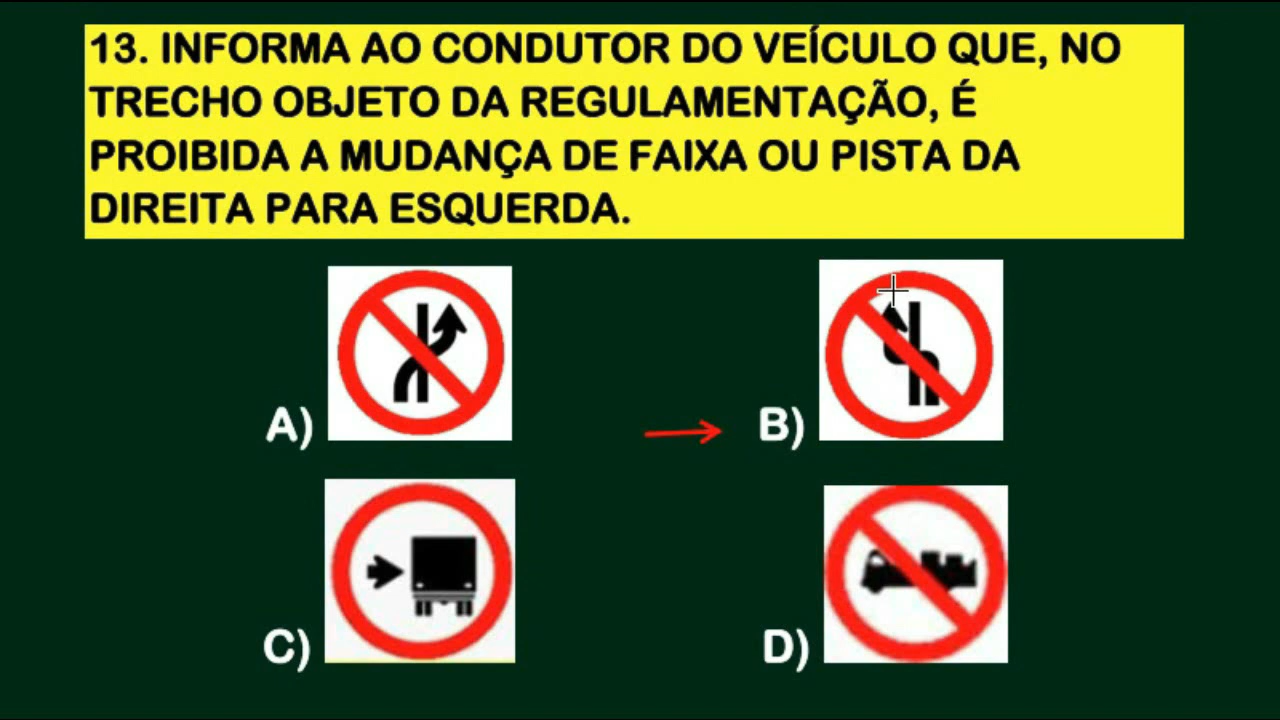 13. INFORMA AO CONDUTOR DO VEÍCULO QUE, NO
TRECHO OBJETO DA REGULAMENTAÇÃO, É
PROIBIDA A MUDANÇA DE FAIXA OU PISTA DA
DIREITA PARA ESQUERDA.
A)
B)
C)
D)